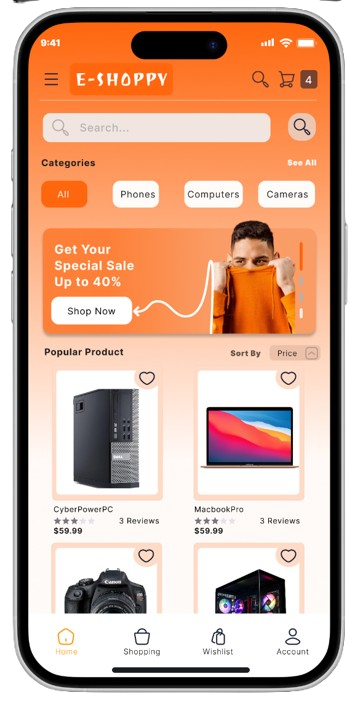 9:41
E-SHOPPY
4
Search...
Categories
See All
All
Phones
Computers
Cameras
Get Your
Special Sale
Up to 40%
Shop Now
Popular Product
Sort By
Price
CyberPowerPC
3 Reviews
$59.99
MacbookPro
3 Reviews
$59.99
Canon
Home
Shopping
Wishlist
Account